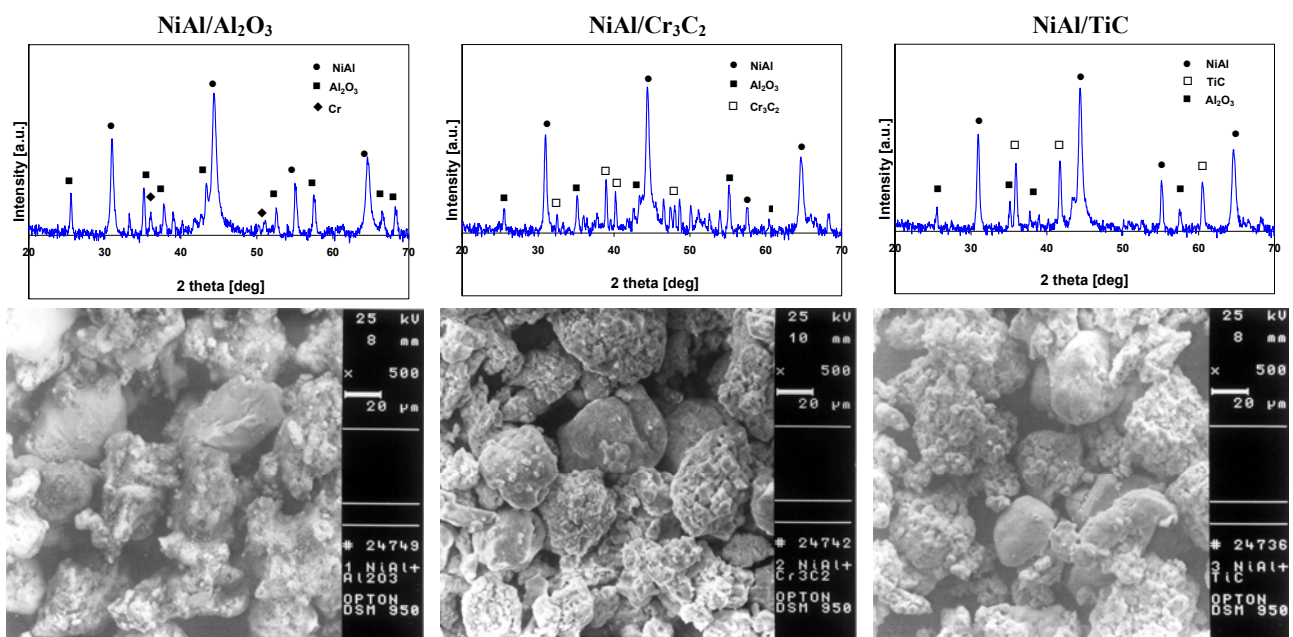 NiAl/Al₂O₃
NiAl
Al₂O₃
Cr
Intensity [a.u.]
20 30 40 50 60 70
2 theta [deg]
NiAl/Cr₃C₂
NiAl
Al₂O₃
Cr₃C₂
Intensity [a.u.]
20 30 40 50 60 70
2 theta [deg]
NiAl/TiC
NiAl
TiC
Al₂O₃
Intensity [a.u.]
20 30 40 50 60 70
2 theta [deg]
25 kV
8 mm
x 500
20 µm
# 24749
1 NiAl+
Al2O3
OPTON
DSM 950
25 kV
10 mm
x 500
20 µm
# 24742
2 NiAl+
Cr3C2
OPTON
DSM 950
25 kV
8 mm
x 500
20 µm
# 24736
3 NiAl+
TiC
OPTON
DSM 950